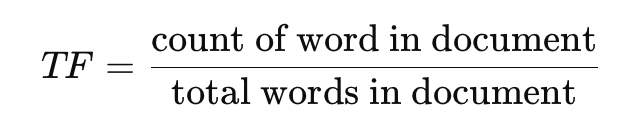 TF = count of word in document
total words in document